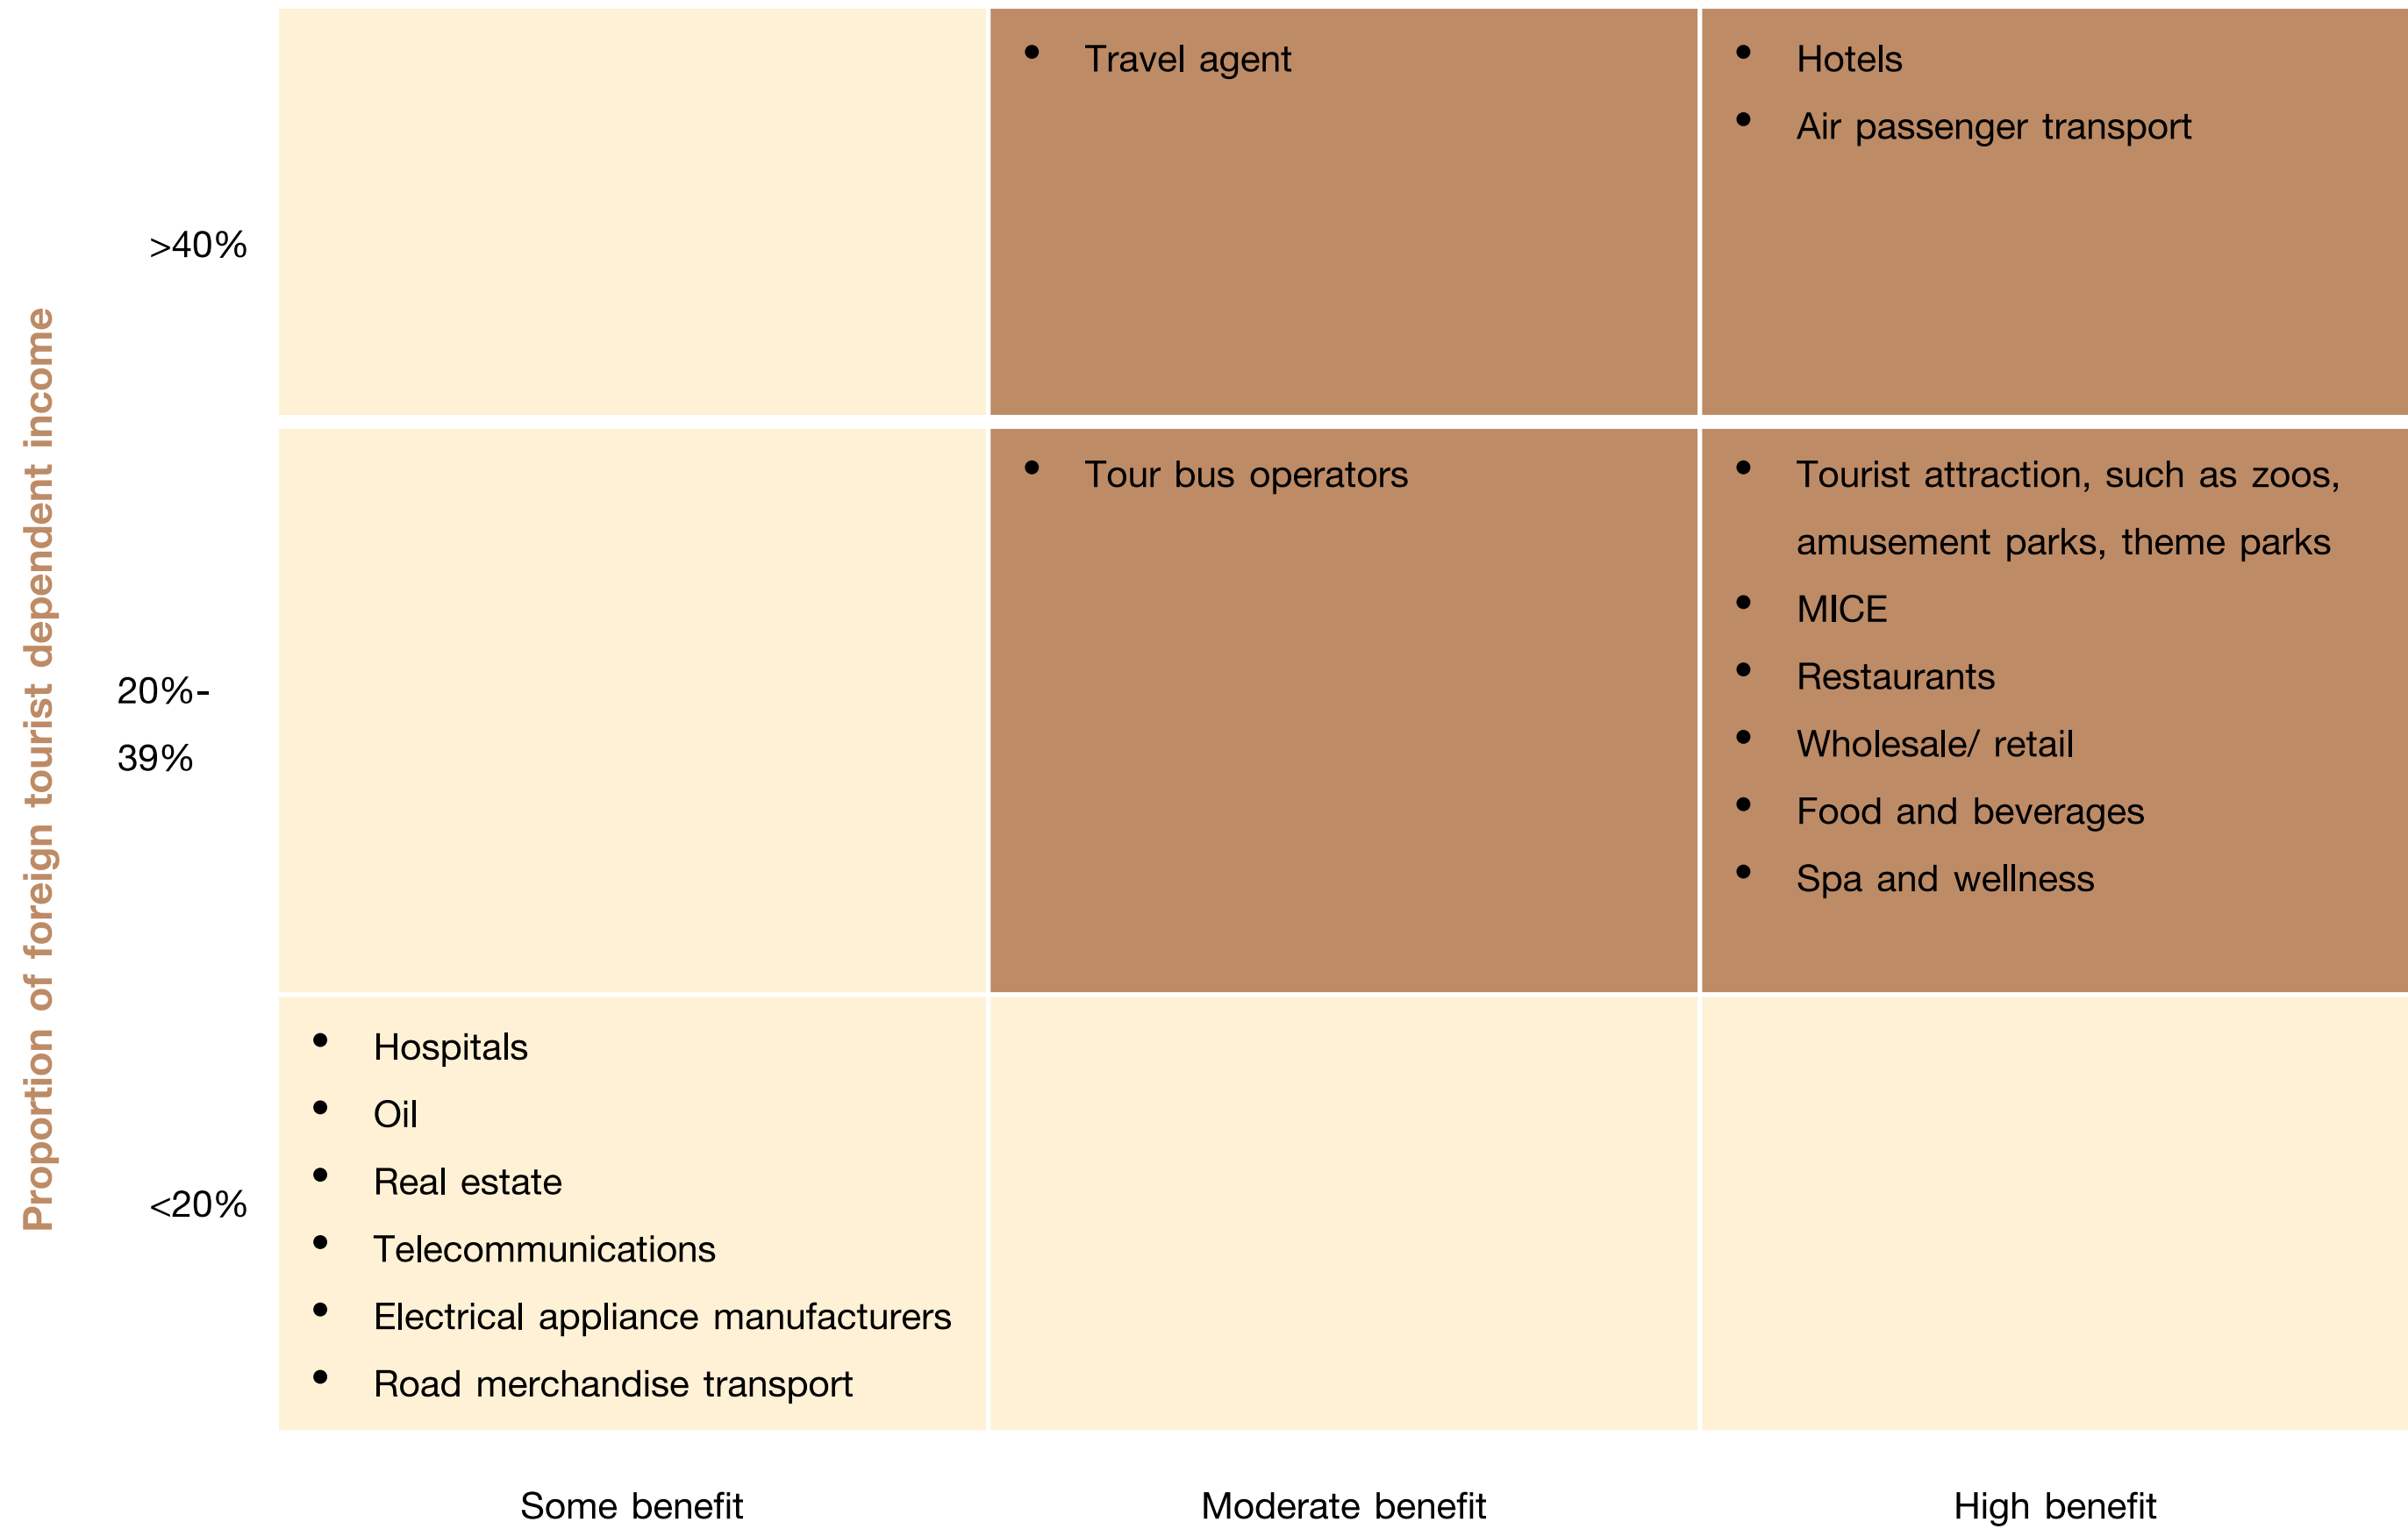 Proportion of foreign tourist dependent income
>40%
• Travel agent
• Hotels
• Air passenger transport
20%-
39%
• Tour bus operators
• Tourist attraction, such as zoos,
amusement parks, theme parks
• MICE
• Restaurants
• Wholesale/ retail
• Food and beverages
• Spa and wellness
<20%
• Hospitals
• Oil
• Real estate
• Telecommunications
• Electrical appliance manufacturers
• Road merchandise transport
Some benefit
Moderate benefit
High benefit